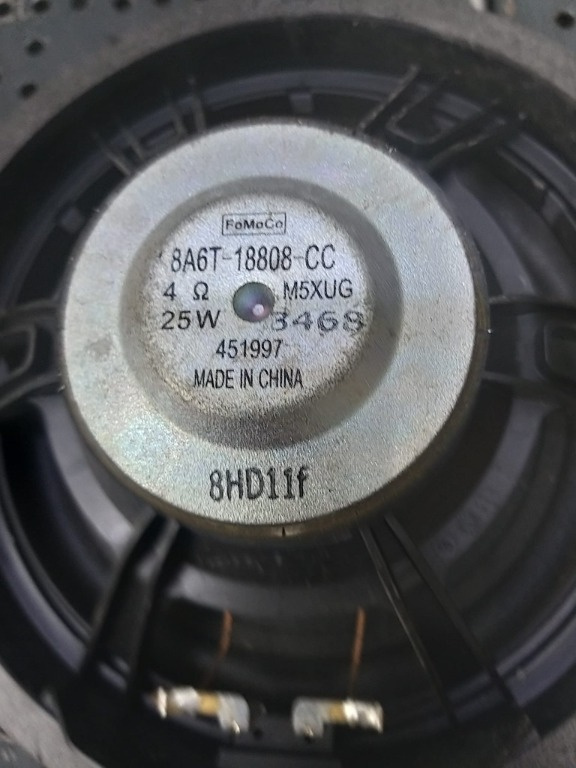 FoMoCo
8A6T-18808-CC
4 Ω M5XUG
25W 3468
451997
MADE IN CHINA
8HD11f